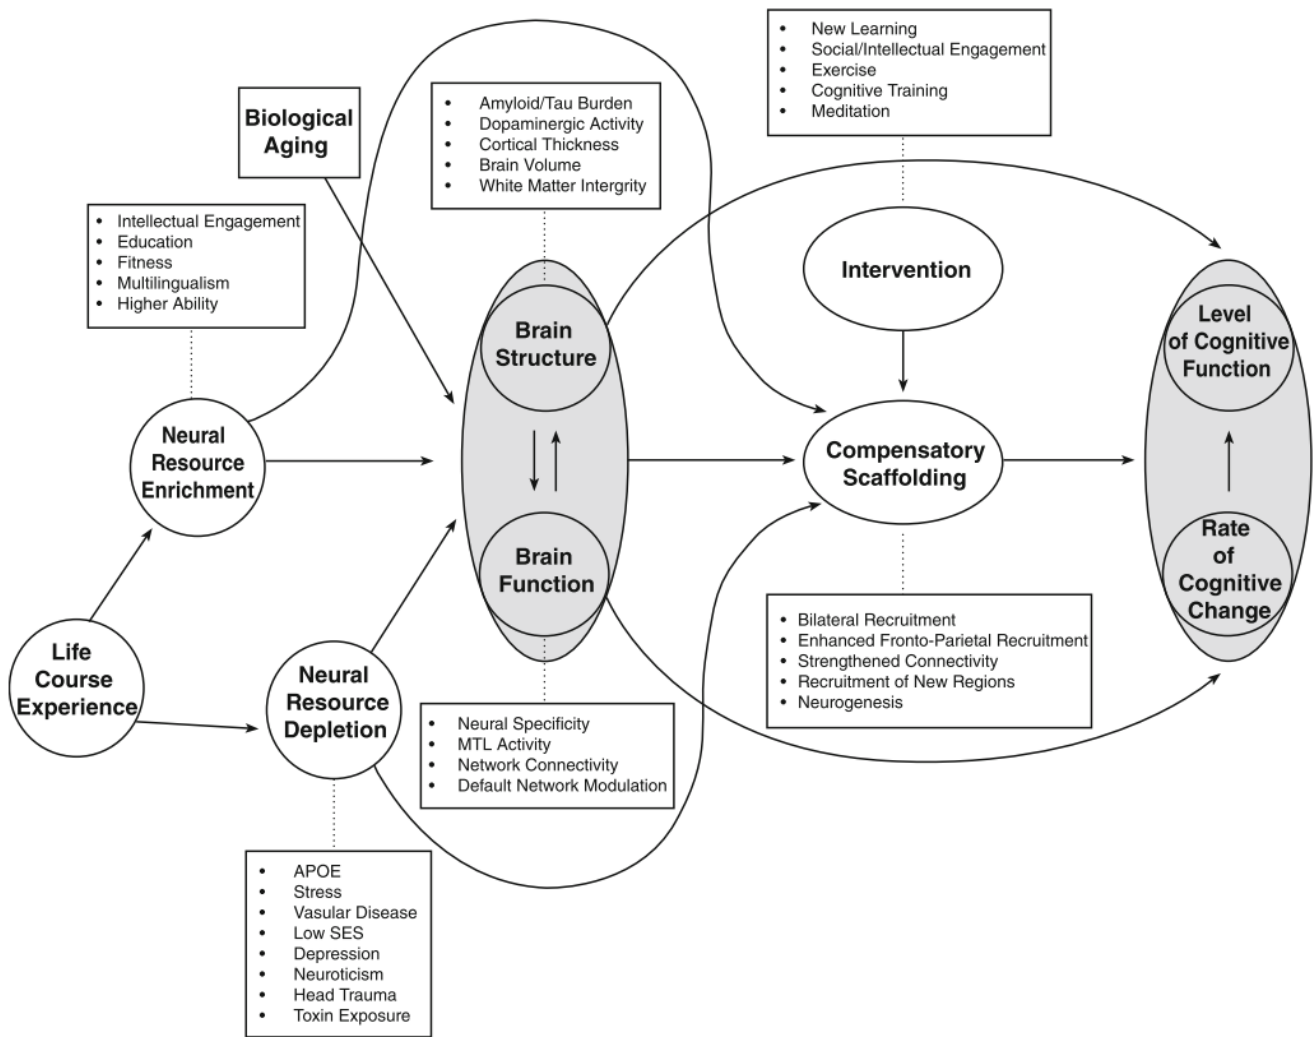 • New Learning
• Social/Intellectual Engagement
• Exercise
• Cognitive Training
• Meditation
Biological
Aging
• Amyloid/Tau Burden
• Dopaminergic Activity
• Cortical Thickness
• Brain Volume
• White Matter Intergrity
• Intellectual Engagement
• Education
• Fitness
• Multilingualism
• Higher Ability
Intervention
Brain
Structure
Level
of Cognitive
Function
Neural
Resource
Enrichment
Compensatory
Scaffolding
Brain
Function
Rate
of
Cognitive
Change
Life
Course
Experience
Neural
Resource
Depletion
• Bilateral Recruitment
• Enhanced Fronto-Parietal Recruitment
• Strengthened Connectivity
• Recruitment of New Regions
• Neurogenesis
• Neural Specificity
• MTL Activity
• Network Connectivity
• Default Network Modulation
• APOE
• Stress
• Vasular Disease
• Low SES
• Depression
• Neuroticism
• Head Trauma
• Toxin Exposure